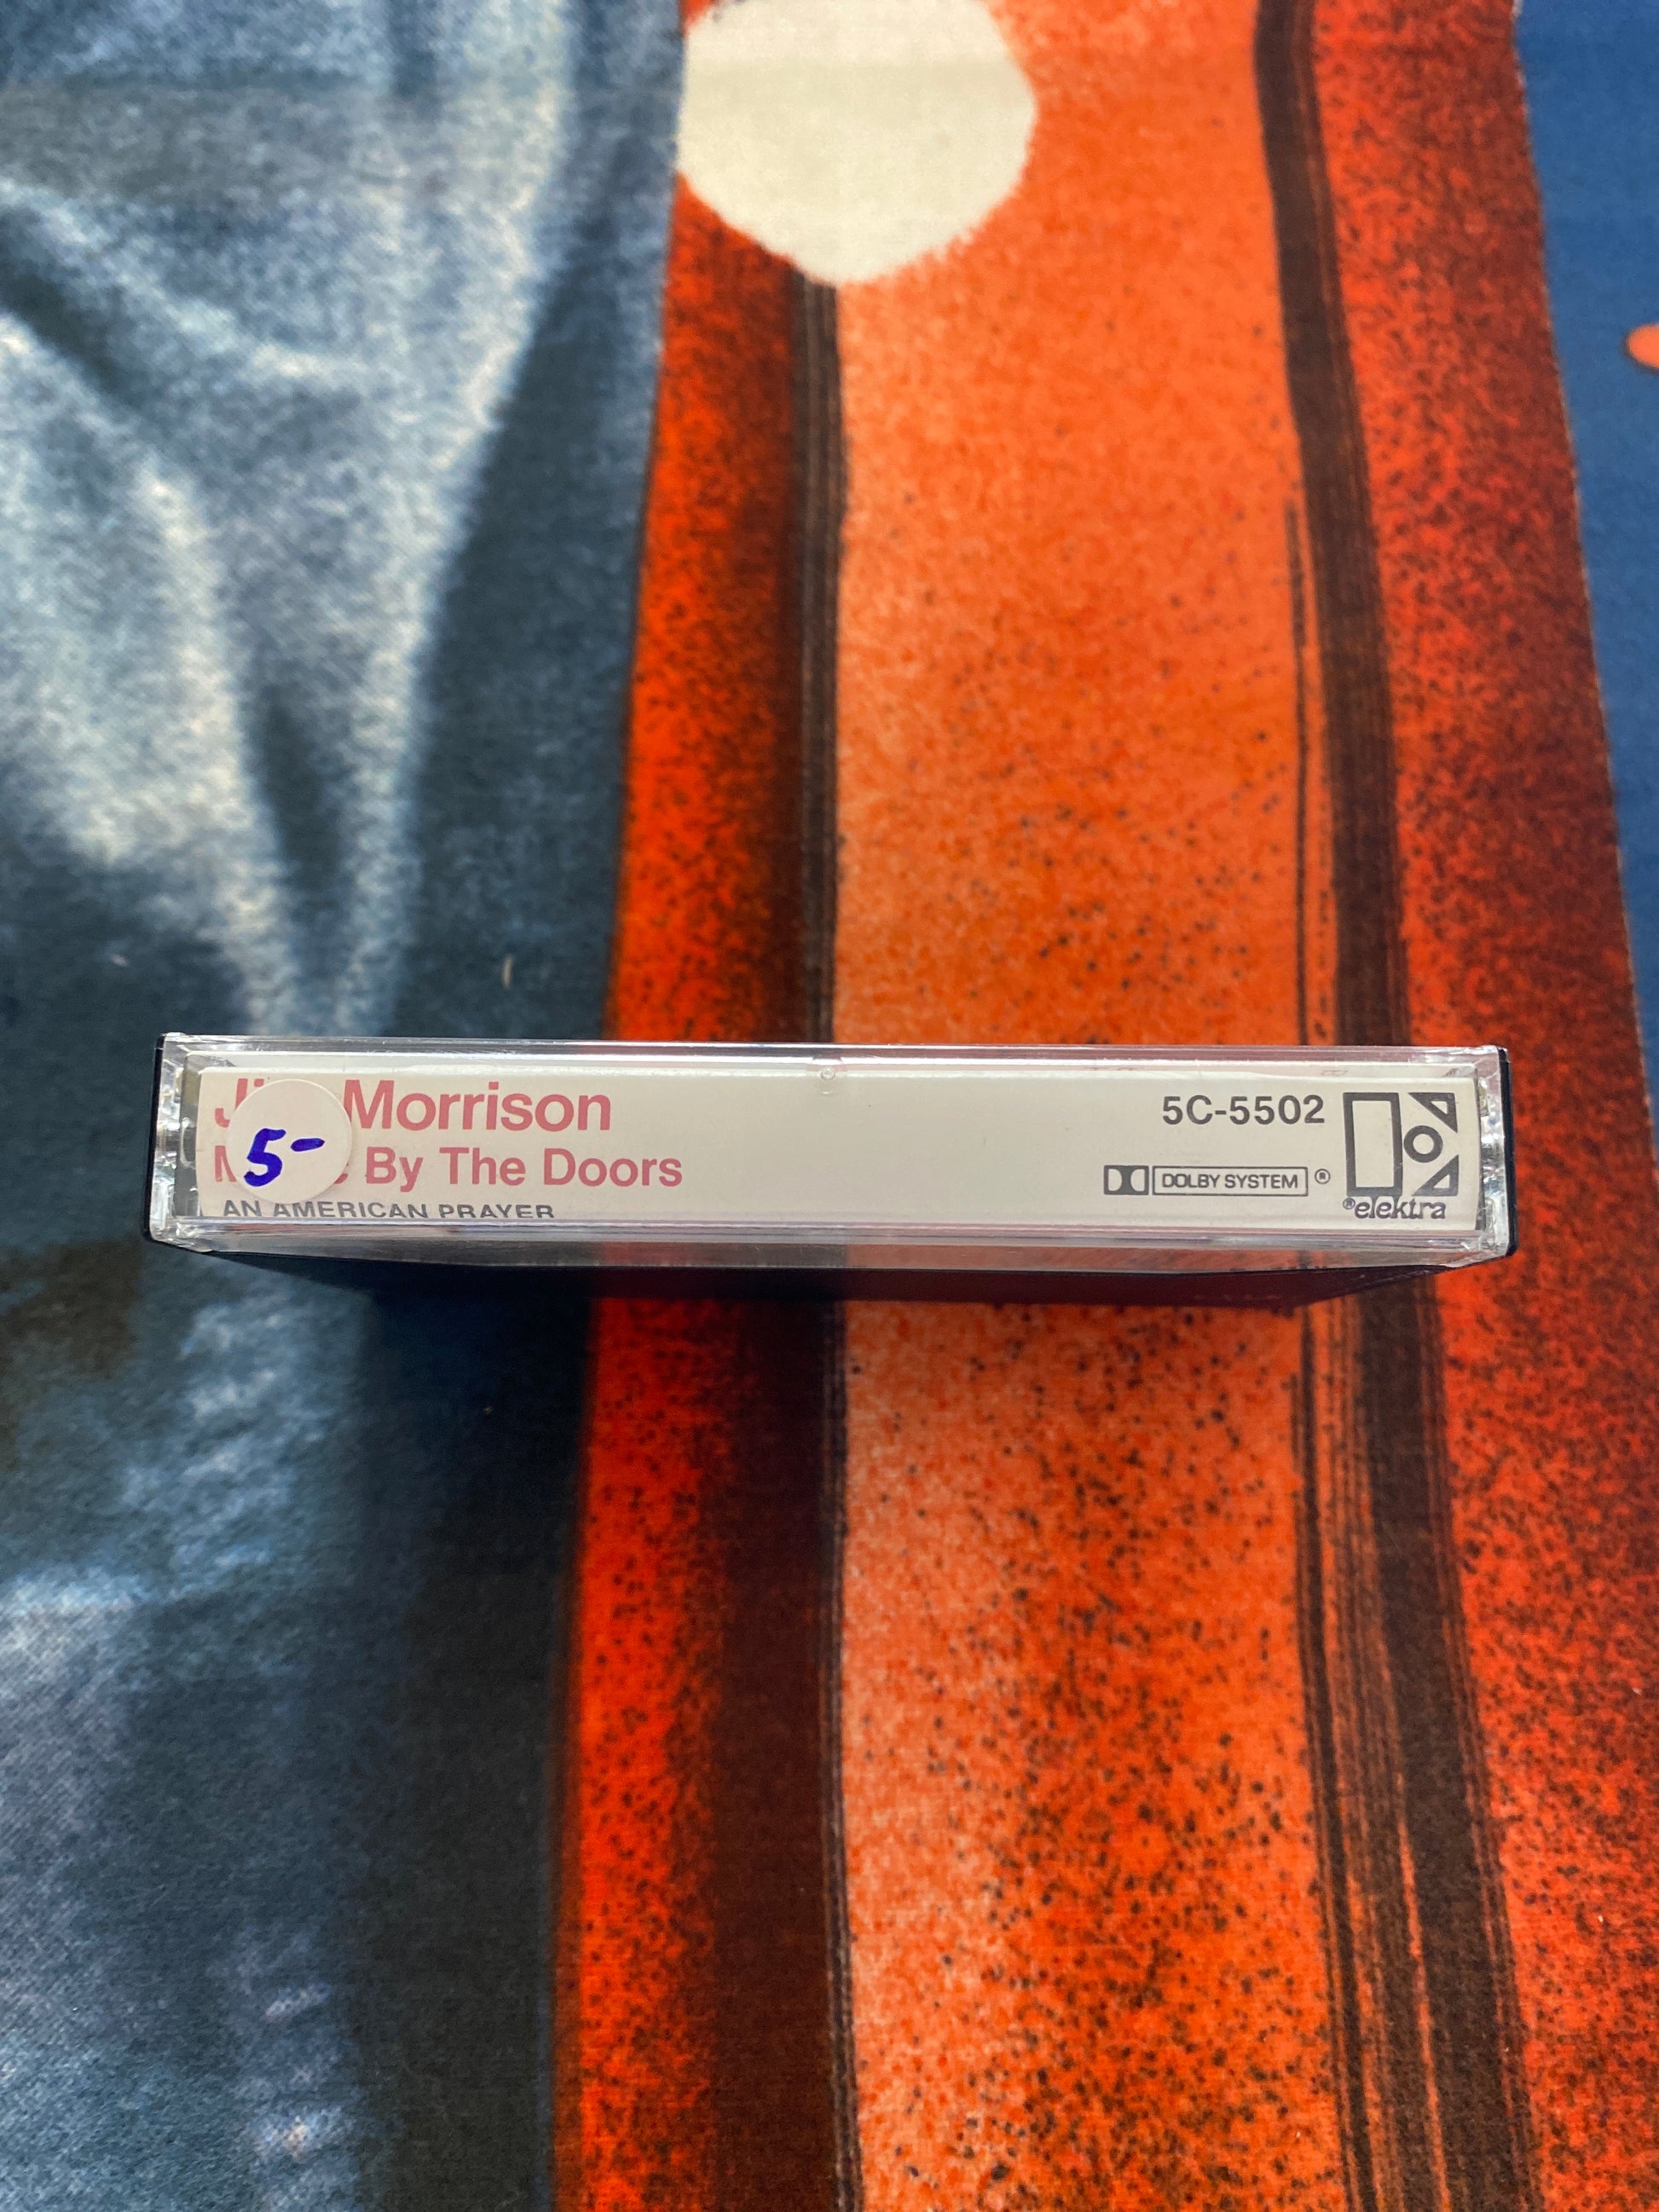 Morrison
5-
By The Doors
AN AMERICAN PRAYER
5C-5502
DOLBY SYSTEM ®
®elektra